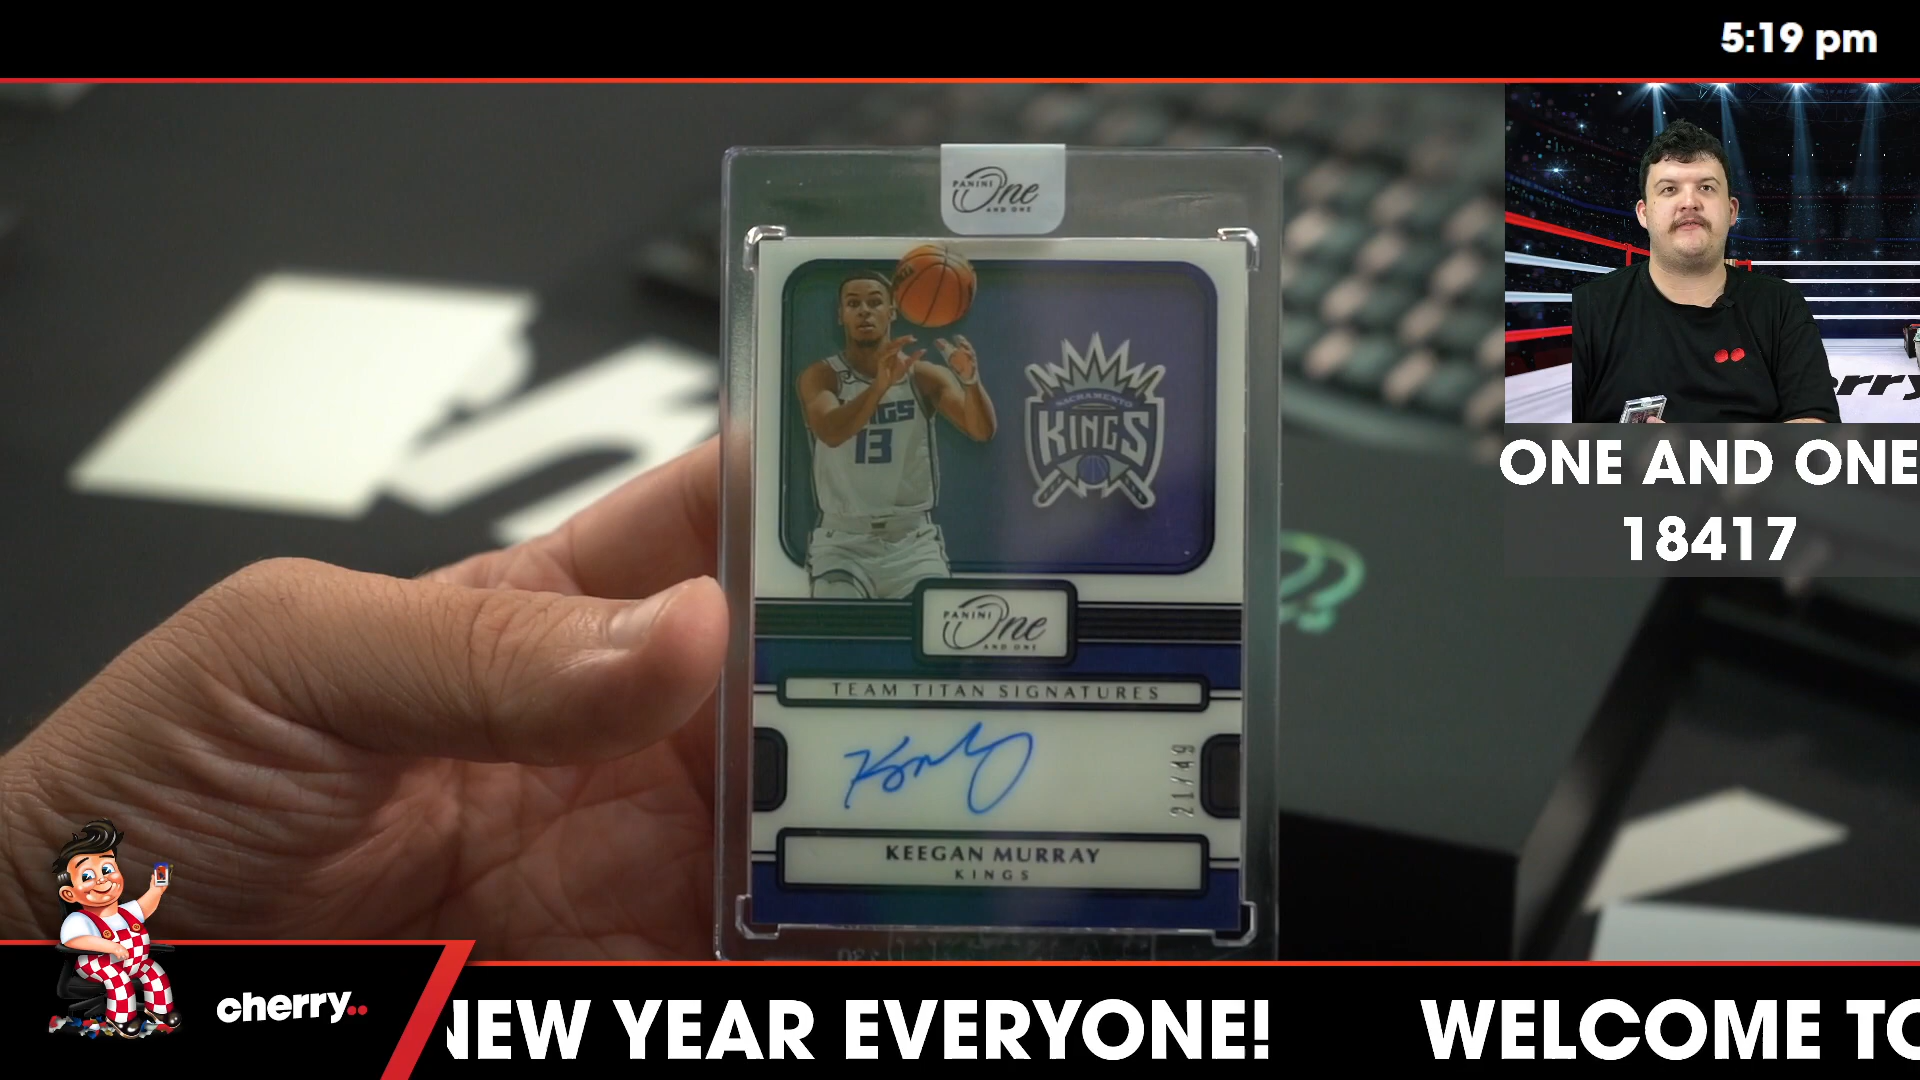 5:19 pm
PANINI One
AND ONE
SACRAMENTO
KINGS
KINGS
13
PANINI One
AND ONE
TEAM TITAN SIGNATURES
21/49
KEEGAN MURRAY
KINGS
ONE AND ONE
18417
cherry..
NEW YEAR EVERYONE!
WELCOME TO